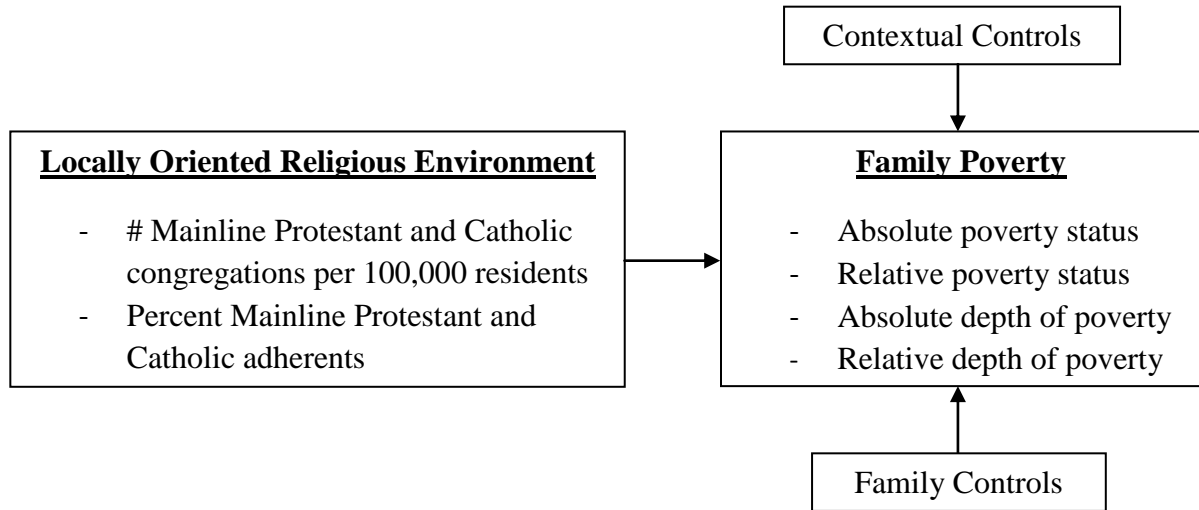 Contextual Controls
Locally Oriented Religious Environment
- # Mainline Protestant and Catholic
congregations per 100,000 residents
- Percent Mainline Protestant and
Catholic adherents
Family Poverty
- Absolute poverty status
- Relative poverty status
- Absolute depth of poverty
- Relative depth of poverty
Family Controls